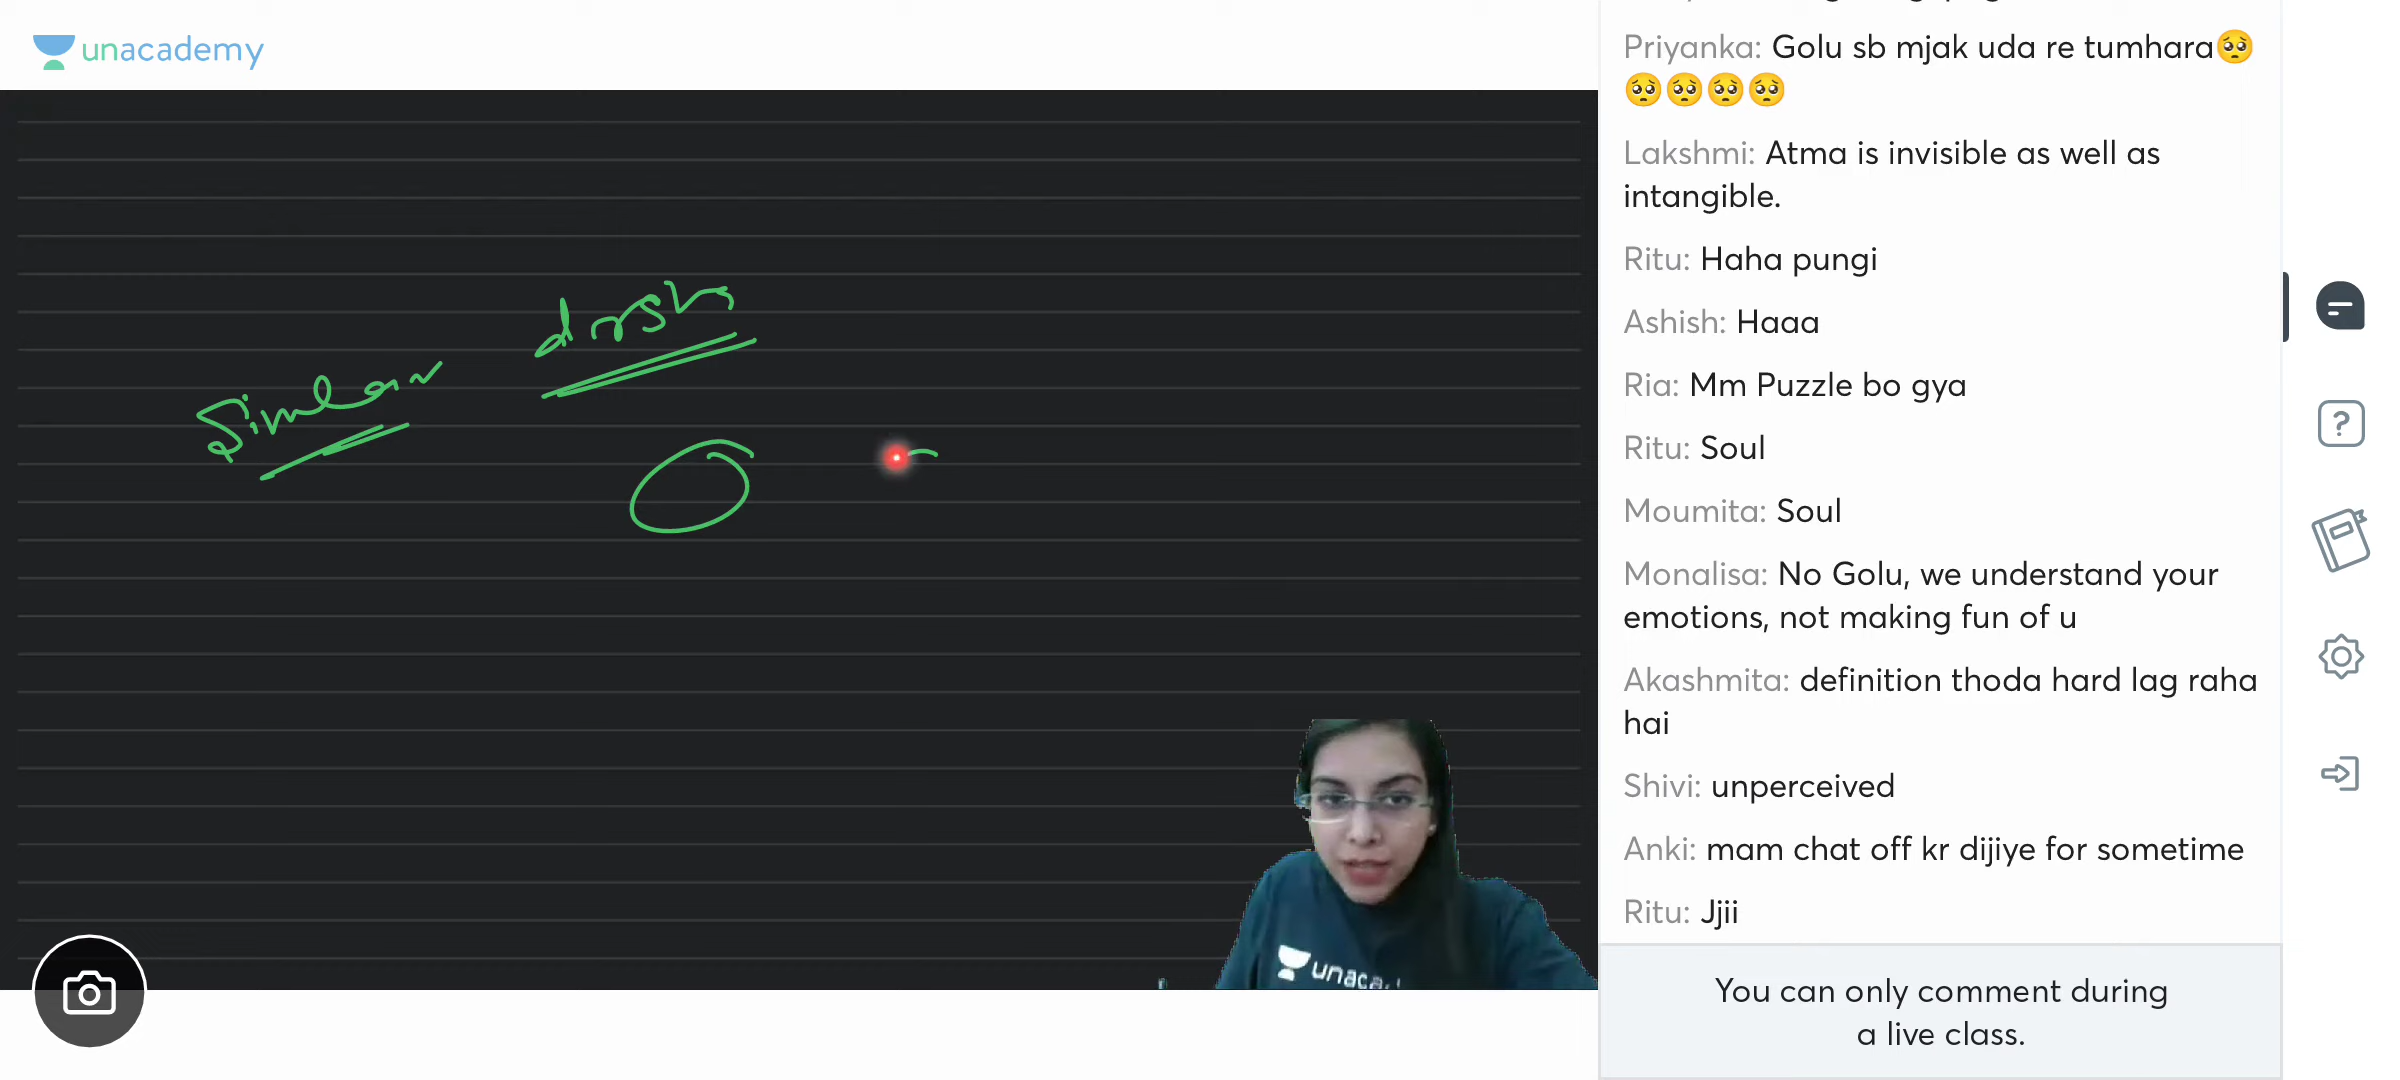 unacademy
Priyanka: Golu sb mjak uda re tumhara🥺
🥺🥺🥺🥺
Lakshmi: Atma is invisible as well as
intangible.
Ritu: Haha pungi
Ashish: Haaa
Ria: Mm Puzzle bo gya
Ritu: Soul
Moumita: Soul
Monalisa: No Golu, we understand your
emotions, not making fun of u
Akashmita: definition thoda hard lag raha
hai
Shivi: unperceived
Anki: mam chat off kr dijiye for sometime
Ritu: Jjii
You can only comment during
a live class.
?
unaca